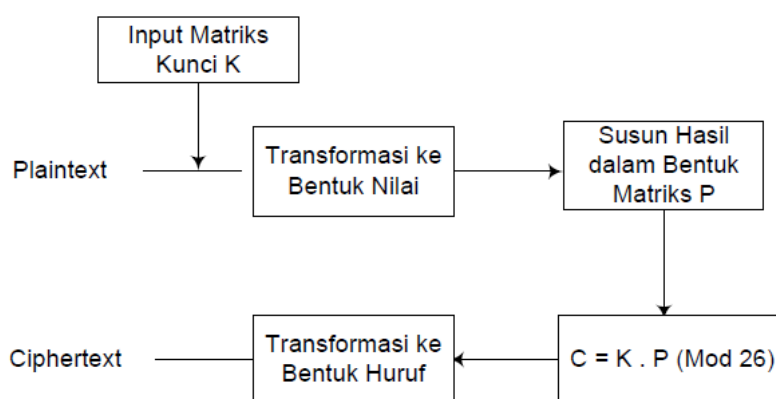 Input Matriks
Kunci K
Plaintext
Transformasi ke
Bentuk Nilai
Susun Hasil
dalam Bentuk
Matriks P
Ciphertext
Transformasi ke
Bentuk Huruf
C = K . P (Mod 26)